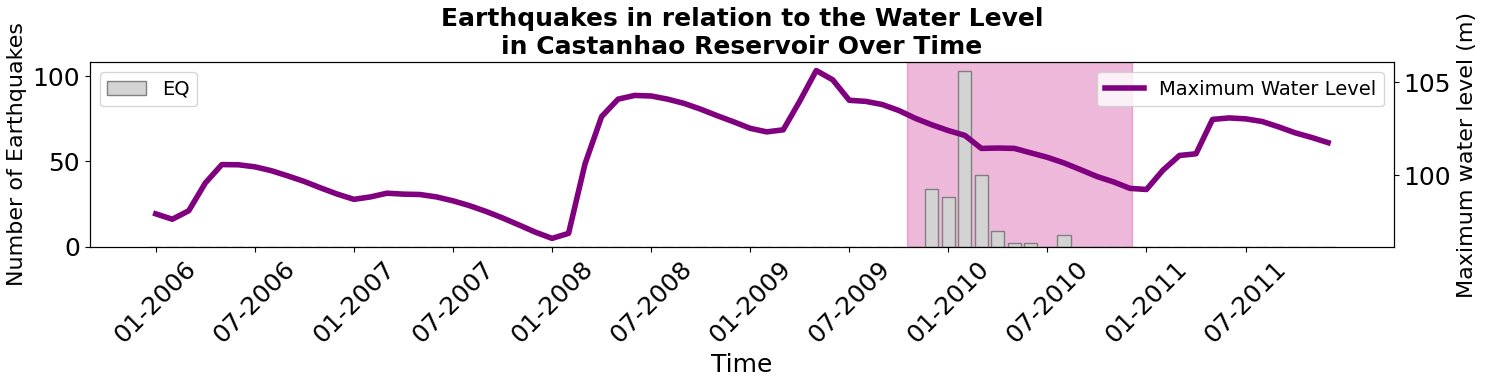 Earthquakes in relation to the Water Level
in Castanhao Reservoir Over Time
Number of Earthquakes
100
50
0
EQ
Maximum Water Level
105
100
Maximum water level (m)
01-2006
07-2006
01-2007
07-2007
01-2008
07-2008
01-2009
07-2009
01-2010
07-2010
01-2011
07-2011
Time